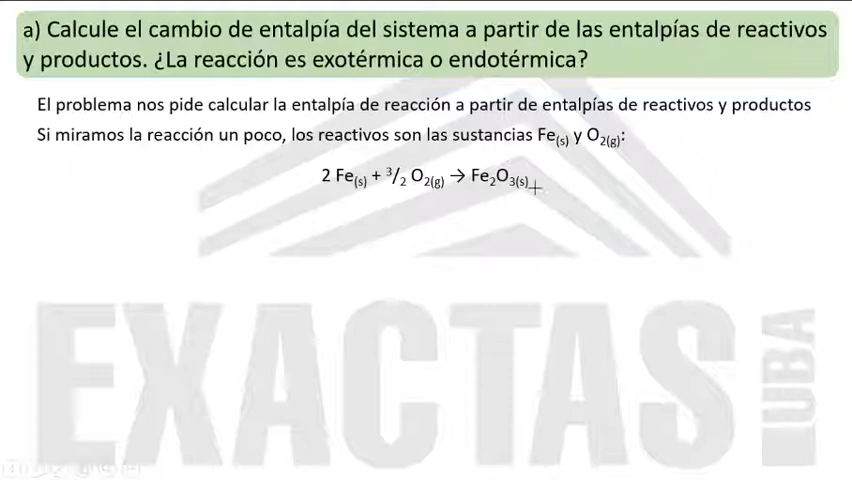 a) Calcule el cambio de entalpía del sistema a partir de las entalpías de reactivos
y productos. ¿La reacción es exotérmica o endotérmica?
El problema nos pide calcular la entalpía de reacción a partir de entalpías de reactivos y productos
Si miramos la reacción un poco, los reactivos son las sustancias Fe(s) y O2(g):
2 Fe(s) + 3/2 O2(g) → Fe2O3(s)
EXACTAS
UBA